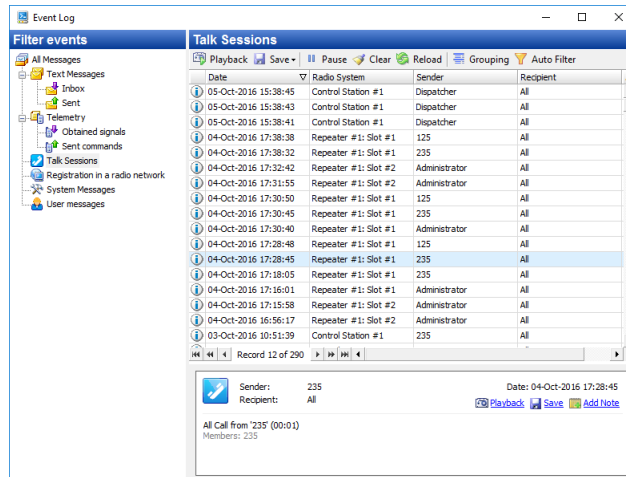 Event Log
Filter events
All Messages
Text Messages
Inbox
Sent
Telemetry
Obtained signals
Sent commands
Talk Sessions
Registration in a radio network
System Messages
User messages
Talk Sessions
Playback Save Pause Clear Reload Grouping Auto Filter
Date Radio System Sender Recipient
05-Oct-2016 15:38:45 Control Station #1 Dispatcher All
05-Oct-2016 15:38:43 Control Station #1 Dispatcher All
05-Oct-2016 15:38:41 Control Station #1 Dispatcher All
04-Oct-2016 17:38:38 Repeater #1: Slot #1 125 All
04-Oct-2016 17:38:32 Repeater #1: Slot #1 235 All
04-Oct-2016 17:32:42 Repeater #1: Slot #2 Administrator All
04-Oct-2016 17:31:55 Repeater #1: Slot #2 Administrator All
04-Oct-2016 17:30:50 Repeater #1: Slot #1 125 All
04-Oct-2016 17:30:45 Repeater #1: Slot #1 235 All
04-Oct-2016 17:30:40 Repeater #1: Slot #1 Administrator All
04-Oct-2016 17:28:48 Repeater #1: Slot #1 125 All
04-Oct-2016 17:28:45 Repeater #1: Slot #1 235 All
04-Oct-2016 17:18:05 Repeater #1: Slot #1 235 All
04-Oct-2016 17:16:01 Repeater #1: Slot #1 Administrator All
04-Oct-2016 17:15:58 Repeater #1: Slot #2 Administrator All
04-Oct-2016 16:56:17 Repeater #1: Slot #2 Administrator All
03-Oct-2016 10:51:39 Control Station #1 235 All
Record 12 of 290
Sender: 235 Date: 04-Oct-2016 17:28:45
Recipient: All Playback Save Add Note
All Call from '235' (00:01)
Members: 235